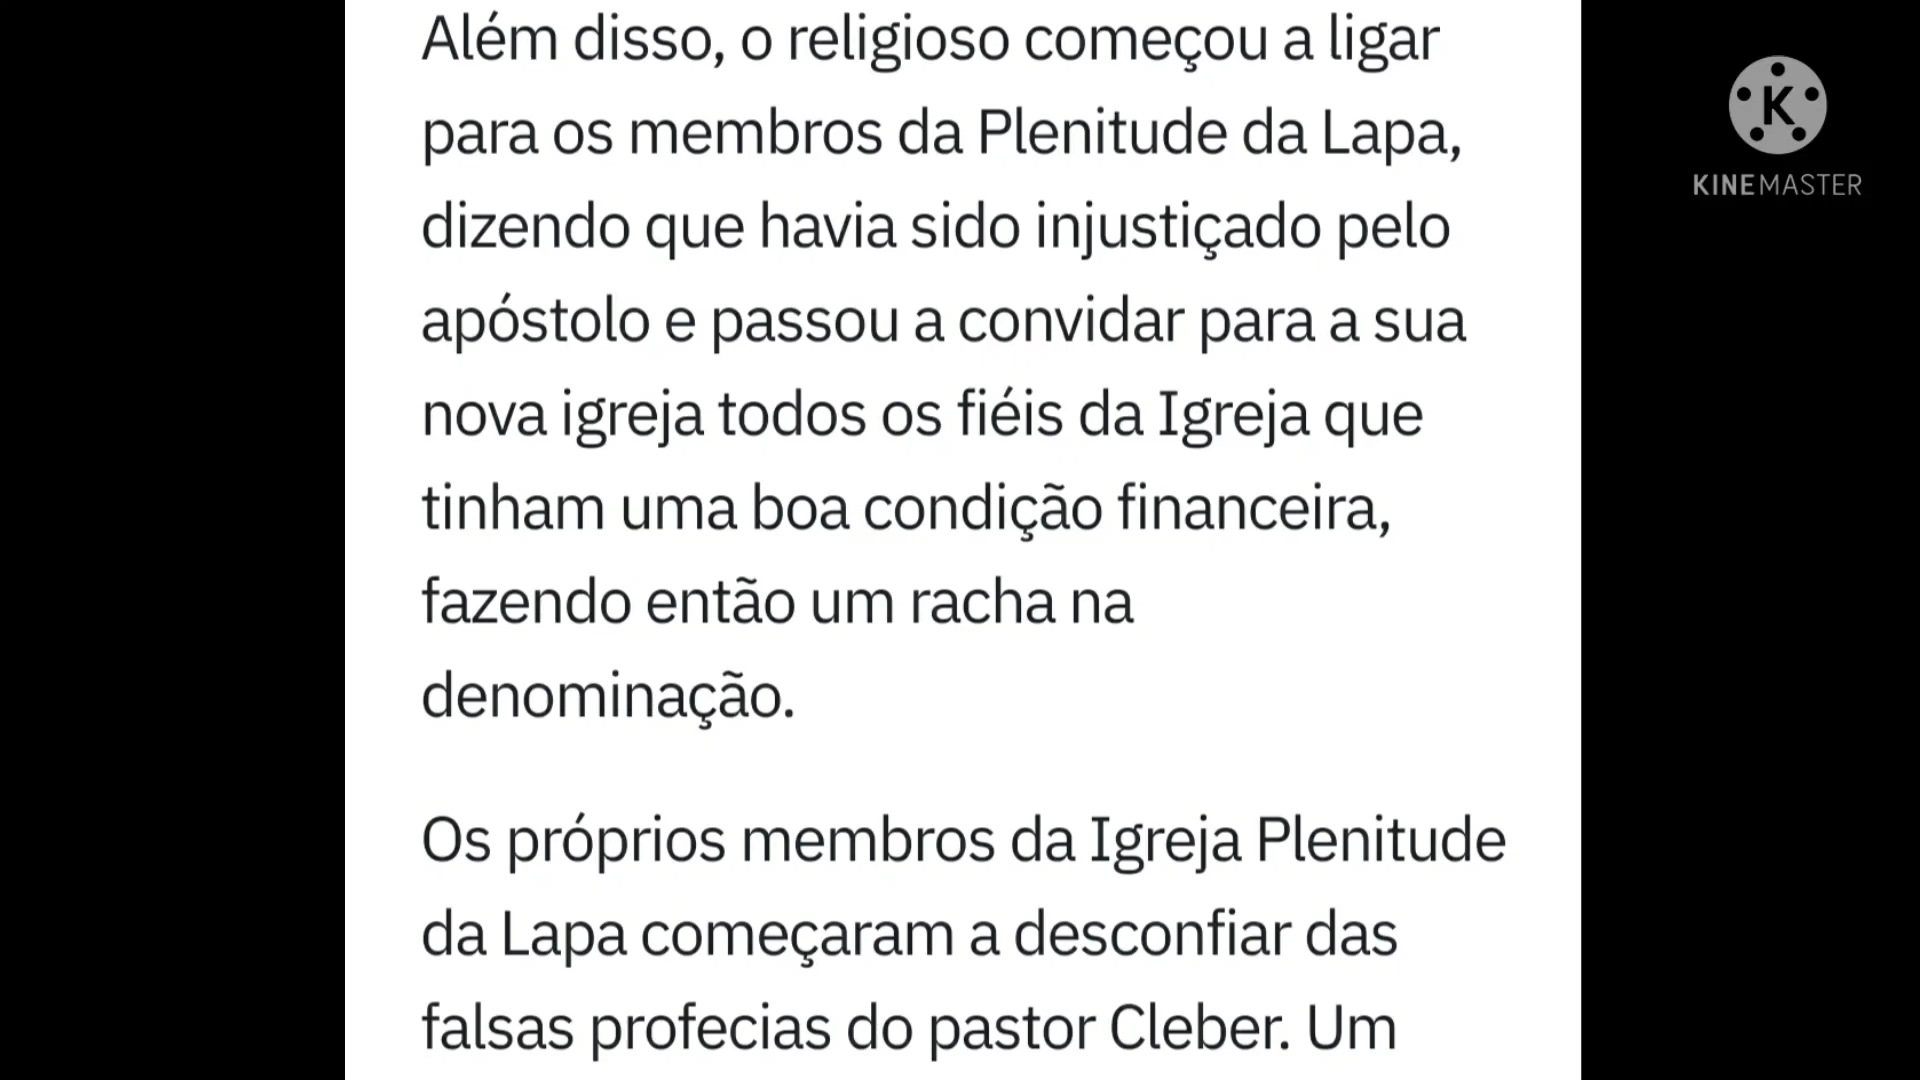 Além disso, o religioso começou a ligar
para os membros da Plenitude da Lapa,
dizendo que havia sido injustiçado pelo
apóstolo e passou a convidar para a sua
nova igreja todos os fiéis da Igreja que
tinham uma boa condição financeira,
fazendo então um racha na
denominação.
Os próprios membros da Igreja Plenitude
da Lapa começaram a desconfiar das
falsas profecias do pastor Cleber. Um
K
KINEMASTER